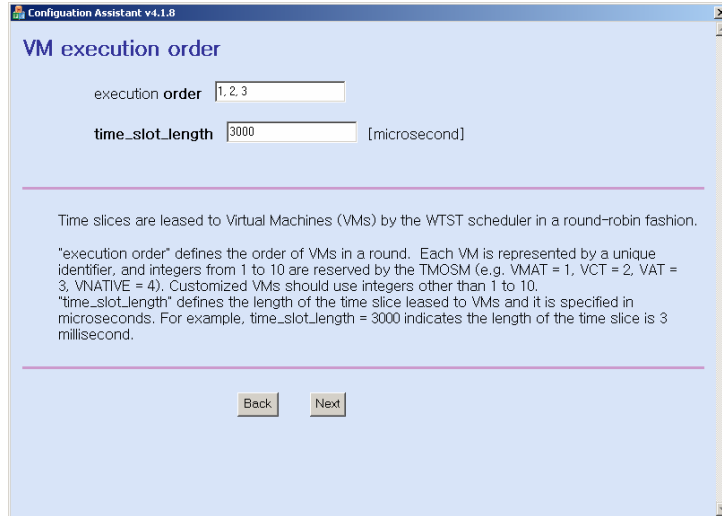 Configuation Assistant v4.1.8
VM execution order
execution order 1, 2, 3
time_slot_length 3000 [microsecond]
Time slices are leased to Virtual Machines (VMs) by the WTST scheduler in a round-robin fashion.
"execution order" defines the order of VMs in a round. Each VM is represented by a unique
identifier, and integers from 1 to 10 are reserved by the TMOSM (e.g. VMAT = 1, VCT = 2, VAT =
3, VNATIVE = 4). Customized VMs should use integers other than 1 to 10.
"time_slot_length" defines the length of the time slice leased to VMs and it is specified in
microseconds. For example, time_slot_length = 3000 indicates the length of the time slice is 3
millisecond.
Back Next